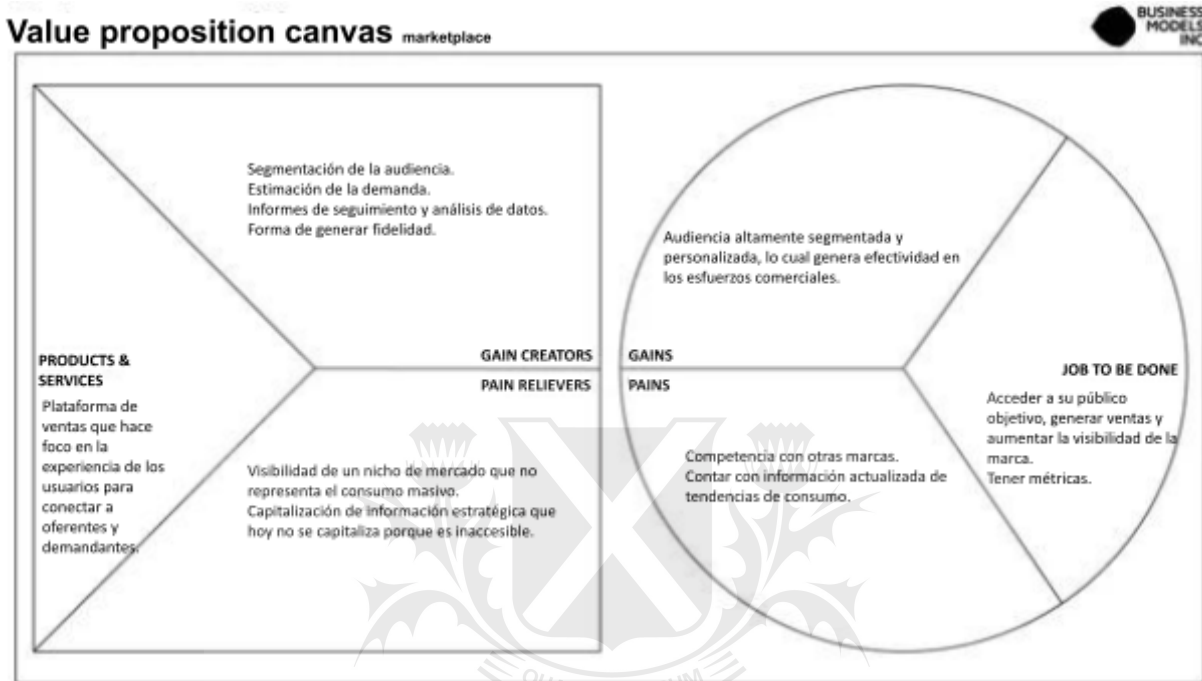 Value proposition canvas marketplace
BUSINESS
MODELS
INC
Segmentación de la audiencia.
Estimación de la demanda.
Informes de seguimiento y análisis de datos.
Forma de generar fidelidad.
GAIN CREATORS
PRODUCTS &
SERVICES
Plataforma de
ventas que hace
foco en la
experiencia de los
usuarios para
conectar a
oferentes y
demandantes.
PAIN RELIEVERS
Visibilidad de un nicho de mercado que no
representa el consumo masivo.
Capitalización de información estratégica que
hoy no se capitaliza porque es inaccesible.
Audiencia altamente segmentada y
personalizada, lo cual genera efectividad en
los esfuerzos comerciales.
GAINS
PAINS
Competencia con otras marcas.
Contar con información actualizada de
tendencias de consumo.
JOB TO BE DONE
Acceder a su público
objetivo, generar ventas y
aumentar la visibilidad de la
marca.
Tener métricas.